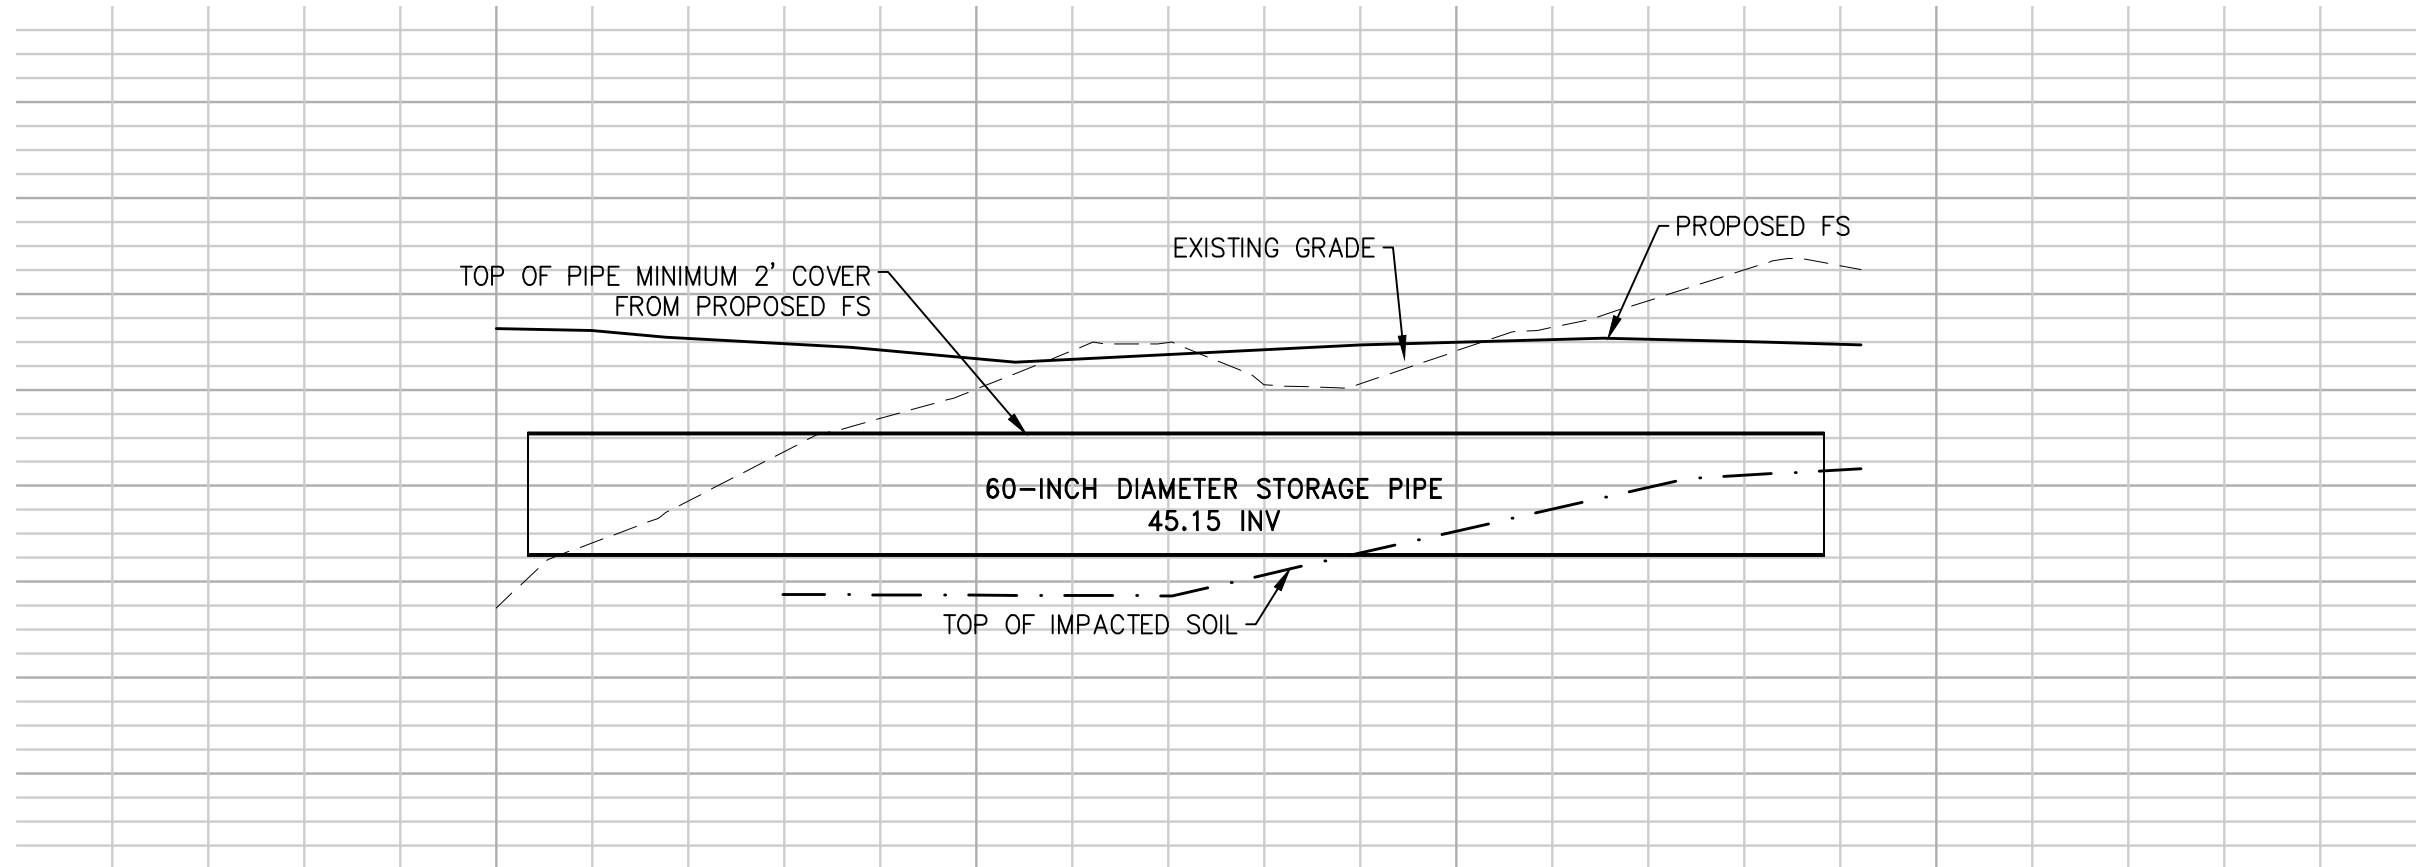 PROPOSED FS
EXISTING GRADE
TOP OF PIPE MINIMUM 2' COVER
FROM PROPOSED FS
60-INCH DIAMETER STORAGE PIPE
45.15 INV
TOP OF IMPACTED SOIL